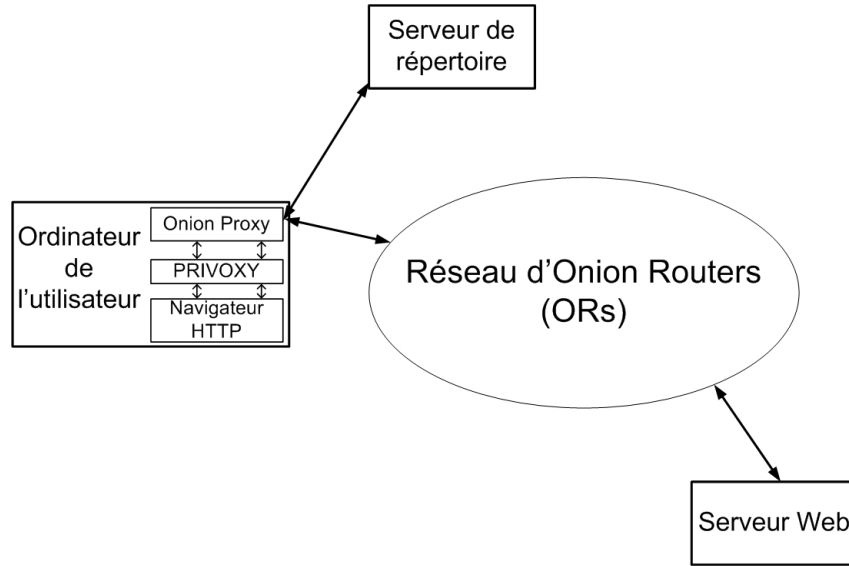 Serveur de
répertoire
Ordinateur
de
l'utilisateur
Onion Proxy
PRIVOXY
Navigateur
HTTP
Réseau d'Onion Routers
(ORs)
Serveur Web